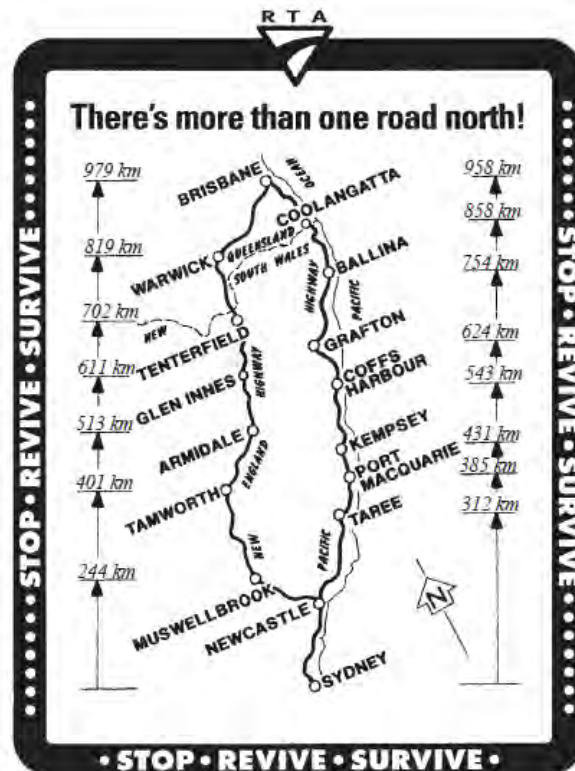 RTA
There's more than one road north!
979 km
958 km
BRISBANE
OCEAN
COOLANGATTA
858 km
819 km
QUEENSLAND
SOUTH WALES
WARWICK
BALLINA
754 km
HIGHWAY
PACIFIC
702 km
NEW
TENTERFIELD
GRAFTON
624 km
611 km
HIGHWAY
GLEN INNES
COFFS
HARBOUR
543 km
513 km
ARMIDALE
KEMPSEY
431 km
ENGLAND
PORT
MACQUARIE
385 km
401 km
TAMWORTH
TAREE
312 km
NEW
PACIFIC
244 km
MUSWELLBROOK
NEWCASTLE
N
SYDNEY
STOP • REVIVE • SURVIVE
STOP • REVIVE • SURVIVE
• STOP • REVIVE • SURVIVE •